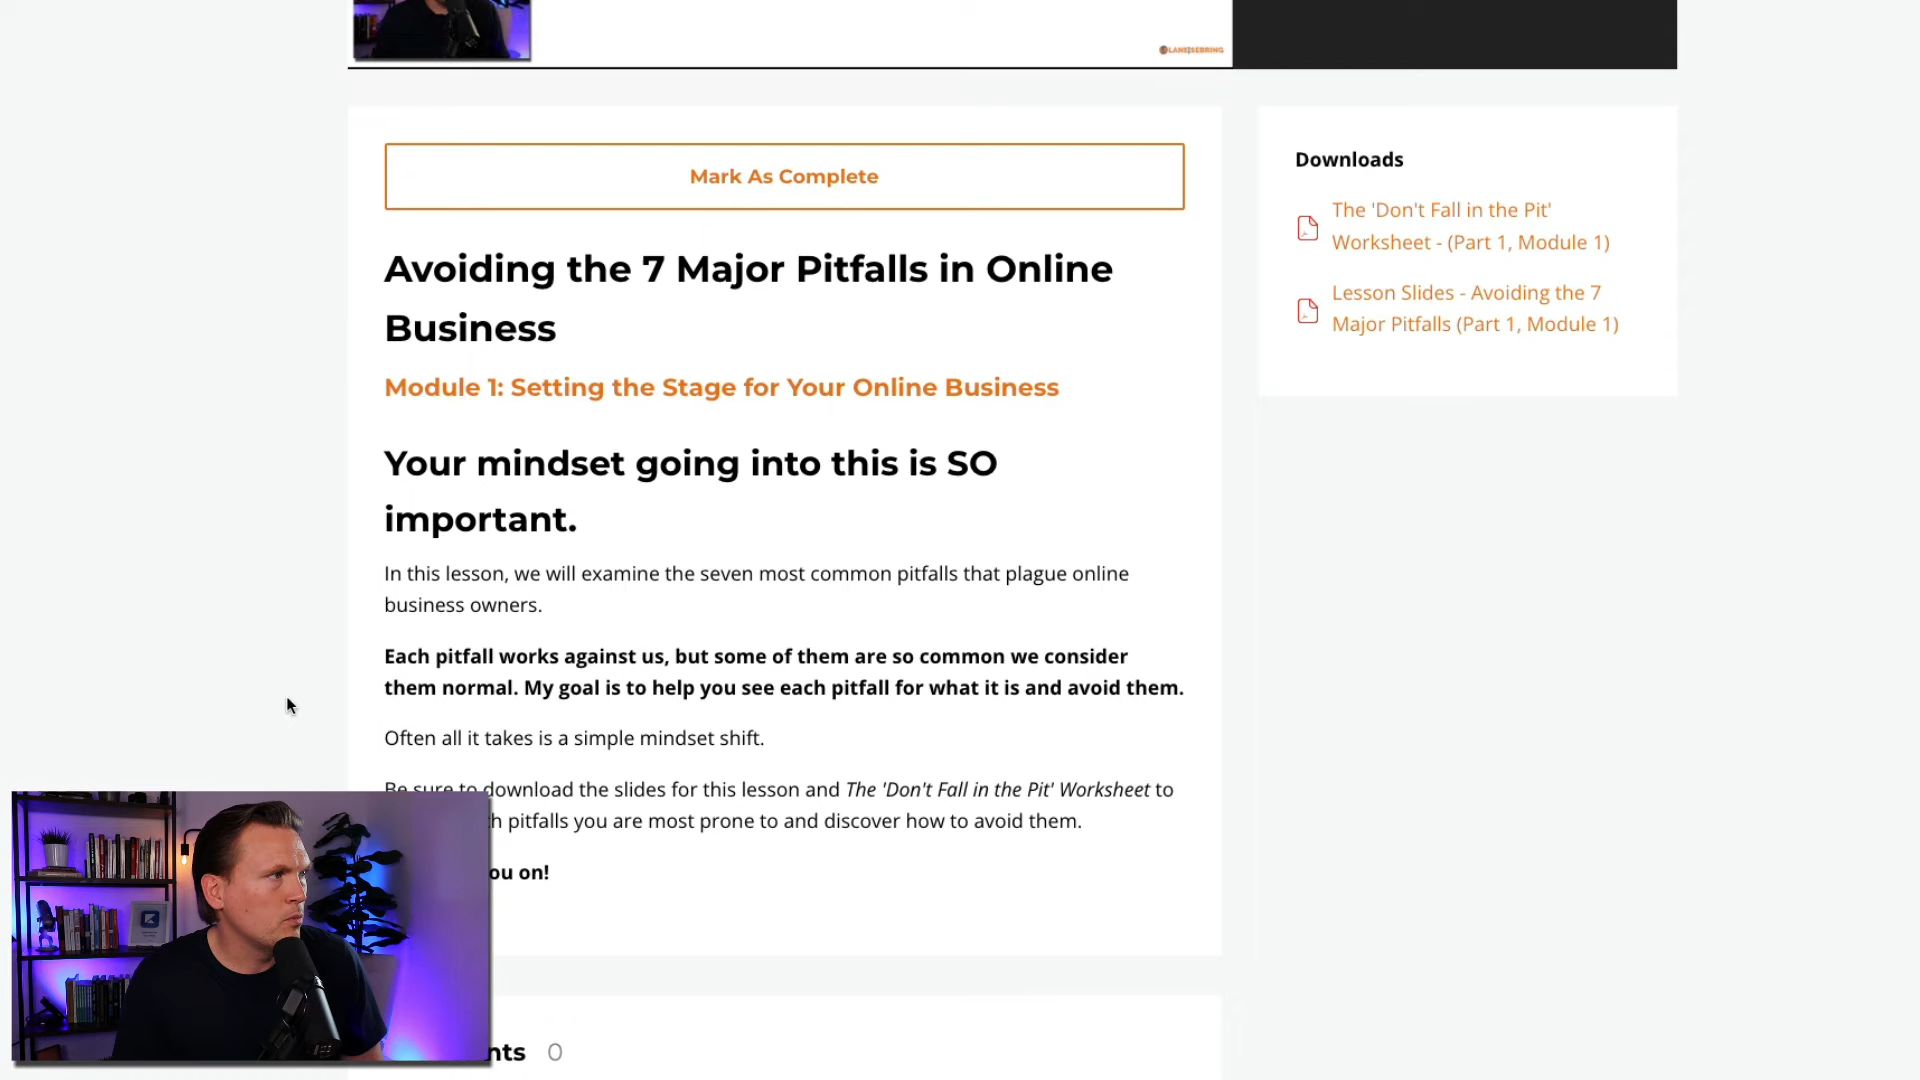 LANCESEBRING
Mark As Complete
Avoiding the 7 Major Pitfalls in Online
Business
Module 1: Setting the Stage for Your Online Business
Your mindset going into this is SO
important.
In this lesson, we will examine the seven most common pitfalls that plague online
business owners.
Each pitfall works against us, but some of them are so common we consider
them normal. My goal is to help you see each pitfall for what it is and avoid them.
Often all it takes is a simple mindset shift.
Be sure to download the slides for this lesson and The 'Don't Fall in the Pit' Worksheet to
h pitfalls you are most prone to and discover how to avoid them.
ou on!
nts 0
Downloads
The 'Don't Fall in the Pit'
Worksheet - (Part 1, Module 1)
Lesson Slides - Avoiding the 7
Major Pitfalls (Part 1, Module 1)